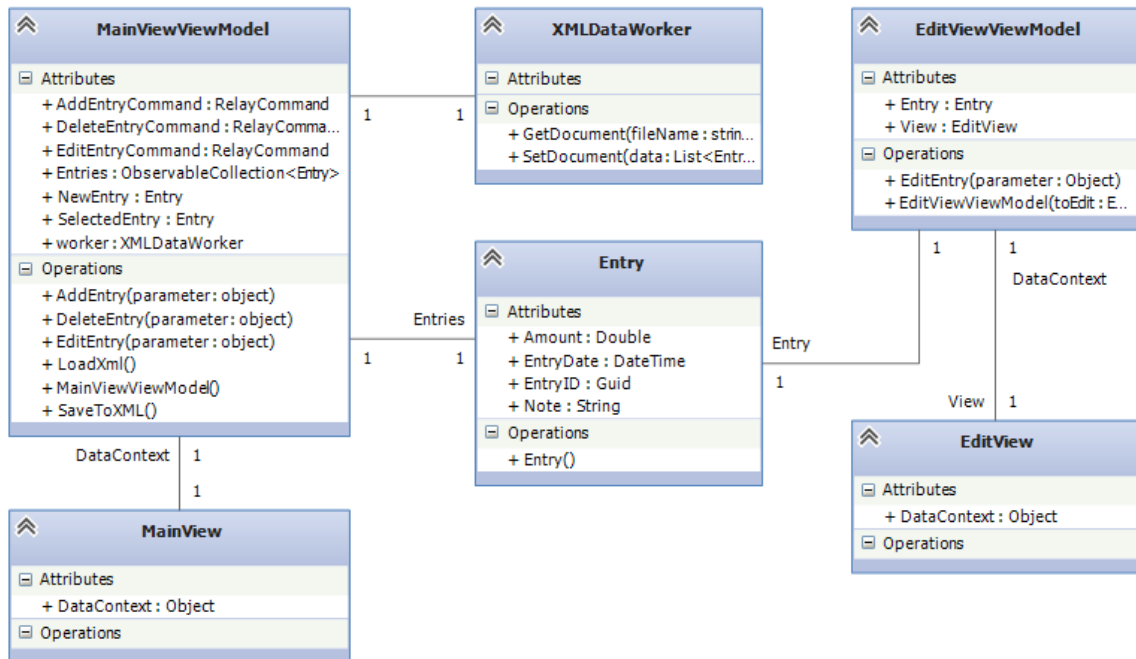 MainViewViewModel
Attributes
+ AddEntryCommand : RelayCommand
+ DeleteEntryCommand : RelayComma...
+ EditEntryCommand : RelayCommand
+ Entries : ObservableCollection<Entry>
+ NewEntry : Entry
+ SelectedEntry : Entry
+ worker : XMLDataWorker
Operations
+ AddEntry(parameter : object)
+ DeleteEntry(parameter : object)
+ EditEntry(parameter : object)
+ LoadXml()
+ MainViewViewModel()
+ SaveToXML()
1
1
XMLDataWorker
Attributes
Operations
+ GetDocument(fileName : strin...
+ SetDocument(data : List<Entr...
EditViewViewModel
Attributes
+ Entry : Entry
+ View : EditView
Operations
+ EditEntry(parameter : Object)
+ EditViewViewModel(toEdit : E...
1
1
DataContext
Entries
1
1
Entry
Attributes
+ Amount : Double
+ EntryDate : DateTime
+ EntryID : Guid
+ Note : String
Operations
+ Entry()
Entry
1
View
1
EditView
Attributes
+ DataContext : Object
Operations
DataContext
1
1
MainView
Attributes
+ DataContext : Object
Operations